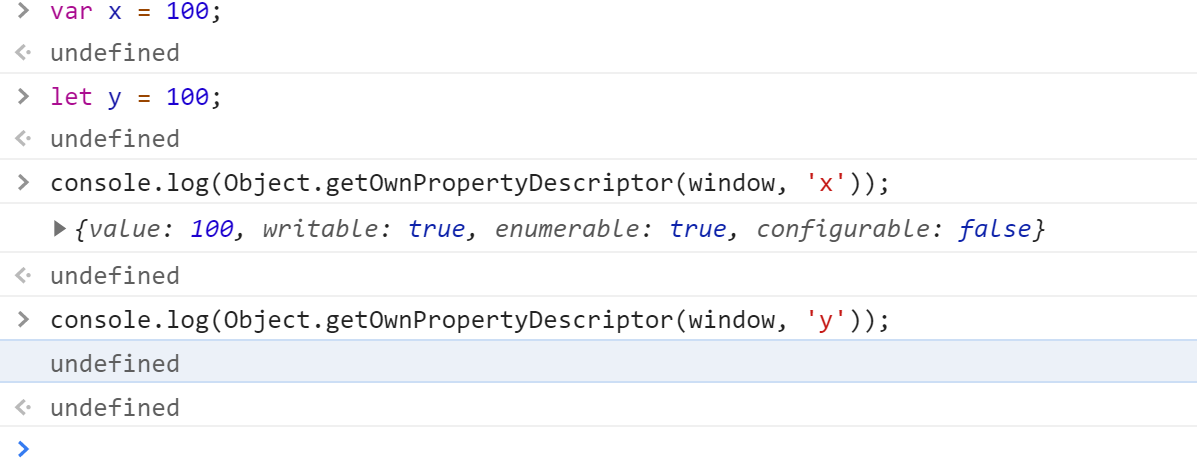 var x = 100;
undefined
let y = 100;
undefined
console.log(Object.getOwnPropertyDescriptor(window, 'x'));
{value: 100, writable: true, enumerable: true, configurable: false}
undefined
console.log(Object.getOwnPropertyDescriptor(window, 'y'));
undefined
undefined